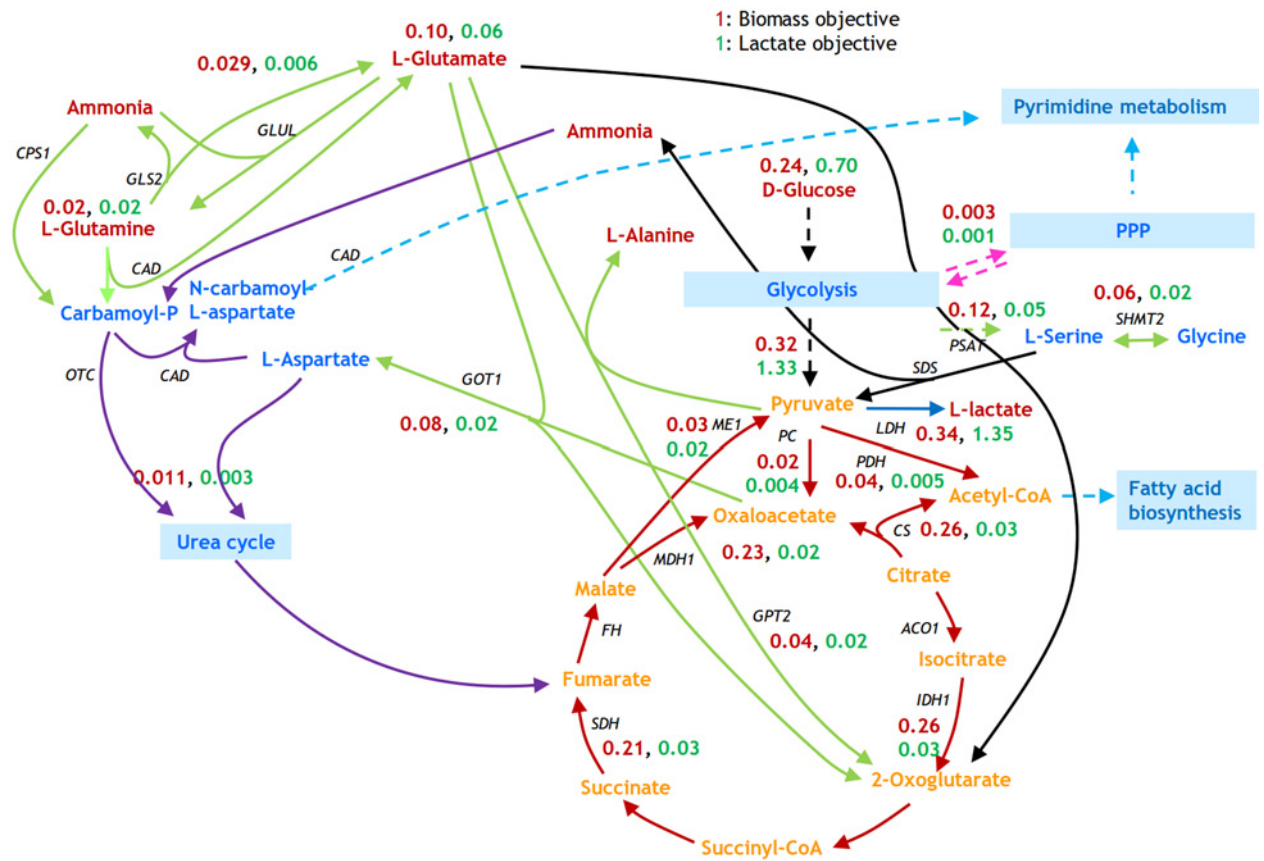 1: Biomass objective
1: Lactate objective
0.10, 0.06
L-Glutamate
0.029, 0.006
Ammonia
GLUL
CPS1
GLS2
0.02, 0.02
L-Glutamine
CAD
Carbamoyl-P
N-carbamoyl-
L-aspartate
CAD
Ammonia
Pyrimidine metabolism
0.24, 0.70
D-Glucose
L-Alanine
0.003
0.001
PPP
Glycolysis
0.12, 0.05
PSAT
L-Serine
0.06, 0.02
SHMT2
Glycine
OTC
CAD
L-Aspartate
GOT1
0.08, 0.02
0.32
1.33
SDS
Pyruvate
LDH
L-lactate
0.34, 1.35
0.03
0.02
ME1
PC
0.02
0.004
PDH
0.04, 0.005
Acetyl-CoA
Fatty acid
biosynthesis
0.011, 0.003
Urea cycle
Oxaloacetate
CS
0.26, 0.03
MDH1
0.23, 0.02
Citrate
Malate
ACO1
GPT2
0.04, 0.02
FH
Isocitrate
Fumarate
IDH1
0.26
0.03
SDH
0.21, 0.03
Succinate
2-Oxoglutarate
Succinyl-CoA